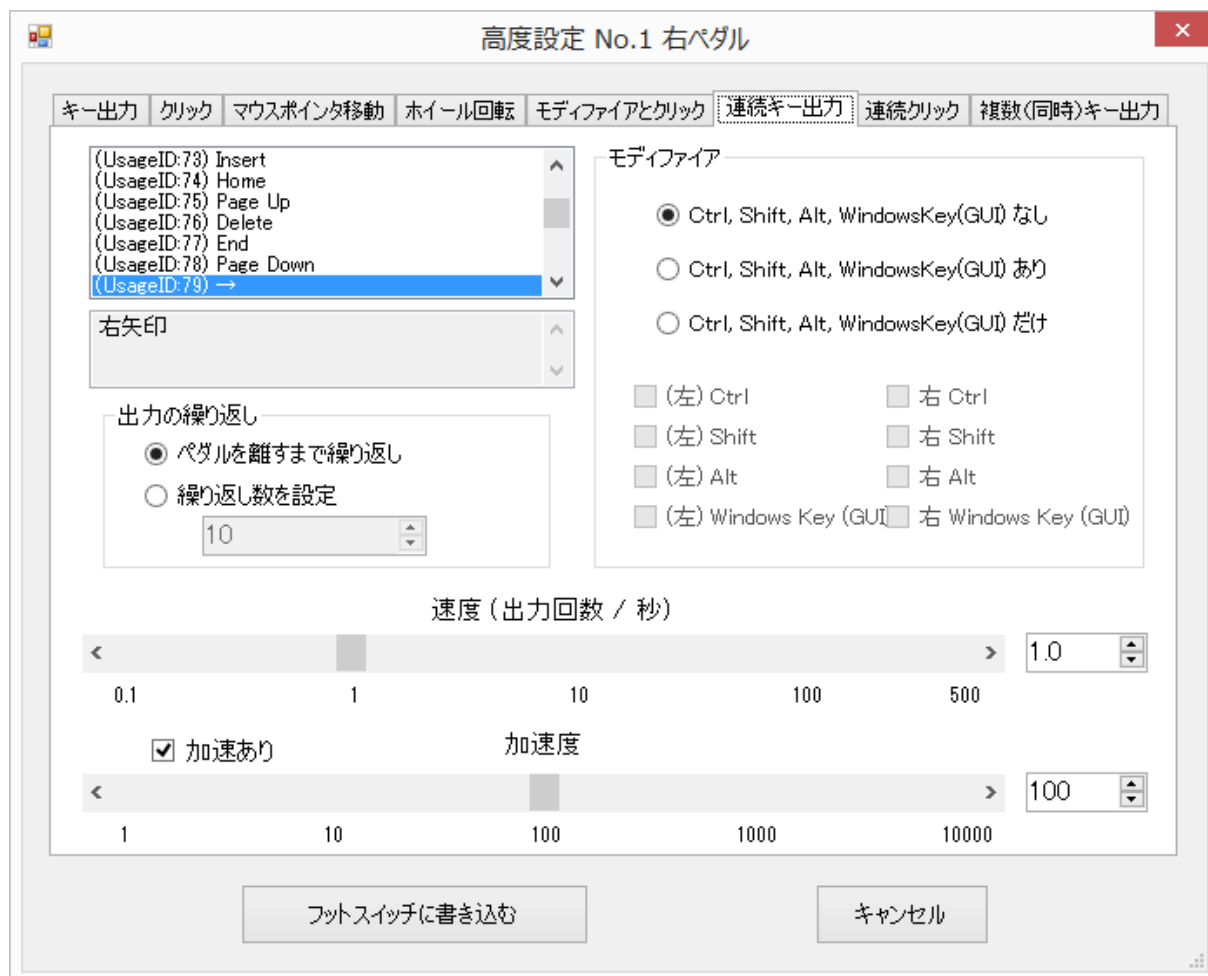 高度設定 No.1 右ペダル
キー出力 クリック マウスポインタ移動 ホイール回転 モディファイアとクリック 連続キー出力 連続クリック 複数(同時)キー出力
(UsageID:73) Insert
(UsageID:74) Home
(UsageID:75) Page Up
(UsageID:76) Delete
(UsageID:77) End
(UsageID:78) Page Down
(UsageID:79) →
右矢印
出力の繰り返し
ペダルを離すまで繰り返し
繰り返し数を設定
10
モディファイア
Ctrl, Shift, Alt, WindowsKey(GUI) なし
Ctrl, Shift, Alt, WindowsKey(GUI) あり
Ctrl, Shift, Alt, WindowsKey(GUI) だけ
(左) Ctrl 右 Ctrl
(左) Shift 右 Shift
(左) Alt 右 Alt
(左) Windows Key (GUI 右 Windows Key (GUI)
速度 (出力回数 / 秒)
1.0
0.1 1 10 100 500
加速あり 加速度
100
1 10 100 1000 10000
フットスイッチに書き込む キャンセル